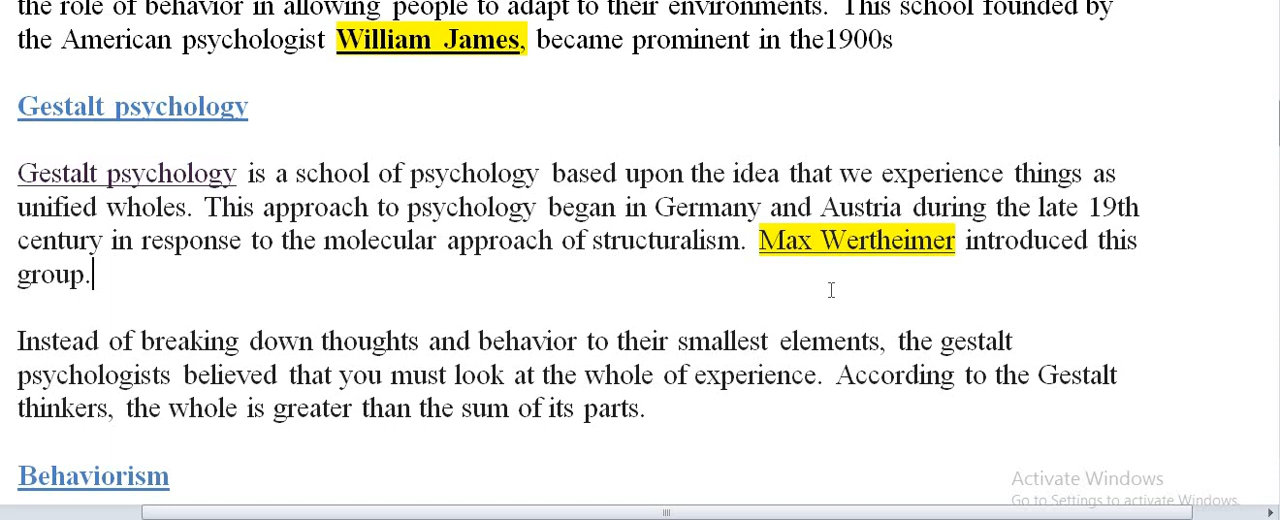 the role of behavior in allowing people to adapt to their environments. This school founded by
the American psychologist William James, became prominent in the1900s
Gestalt psychology
Gestalt psychology is a school of psychology based upon the idea that we experience things as
unified wholes. This approach to psychology began in Germany and Austria during the late 19th
century in response to the molecular approach of structuralism. Max Wertheimer introduced this
group.
Instead of breaking down thoughts and behavior to their smallest elements, the gestalt
psychologists believed that you must look at the whole of experience. According to the Gestalt
thinkers, the whole is greater than the sum of its parts.
Behaviorism
Activate Windows
Go to Settings to activate Windows.